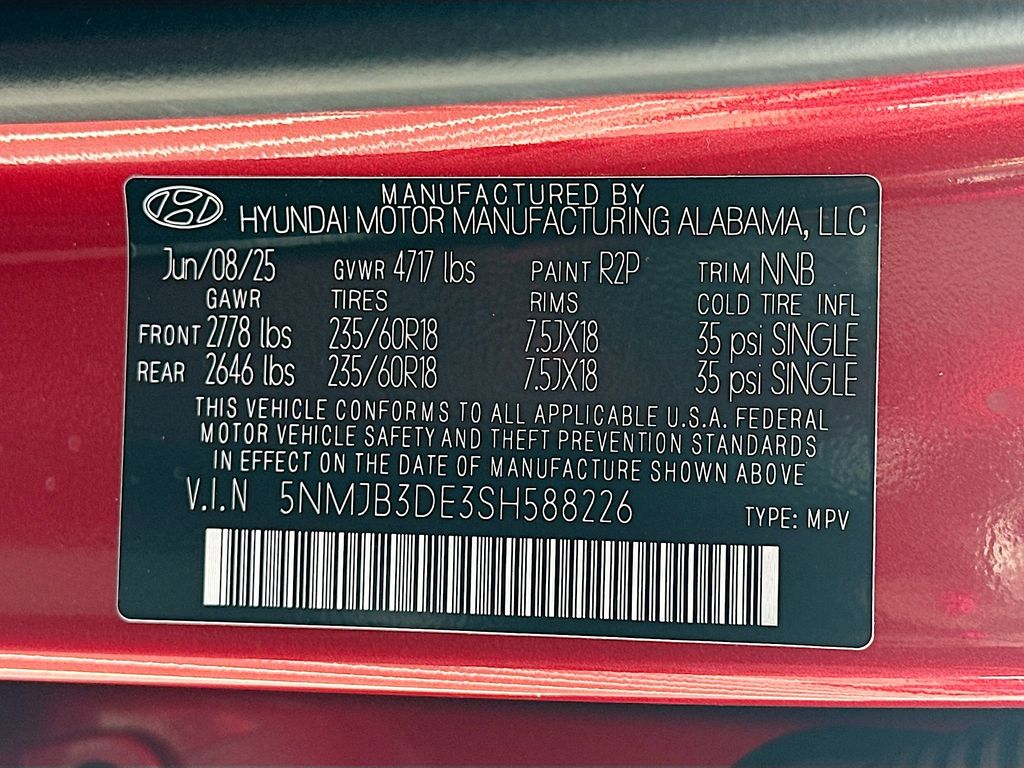 MANUFACTURED BY
HYUNDAI MOTOR MANUFACTURING ALABAMA, LLC
Jun/08/25 GVWR 4717 lbs PAINT R2P TRIM NNB
GAWR TIRES RIMS COLD TIRE INFL
FRONT 2778 lbs 235/60R18 7.5JX18 35 psi SINGLE
REAR 2646 lbs 235/60R18 7.5JX18 35 psi SINGLE
THIS VEHICLE CONFORMS TO ALL APPLICABLE U.S.A. FEDERAL
MOTOR VEHICLE SAFETY AND THEFT PREVENTION STANDARDS
IN EFFECT ON THE DATE OF MANUFACTURE SHOWN ABOVE
V.I.N 5NMJB3DE3SH588226 TYPE: MPV